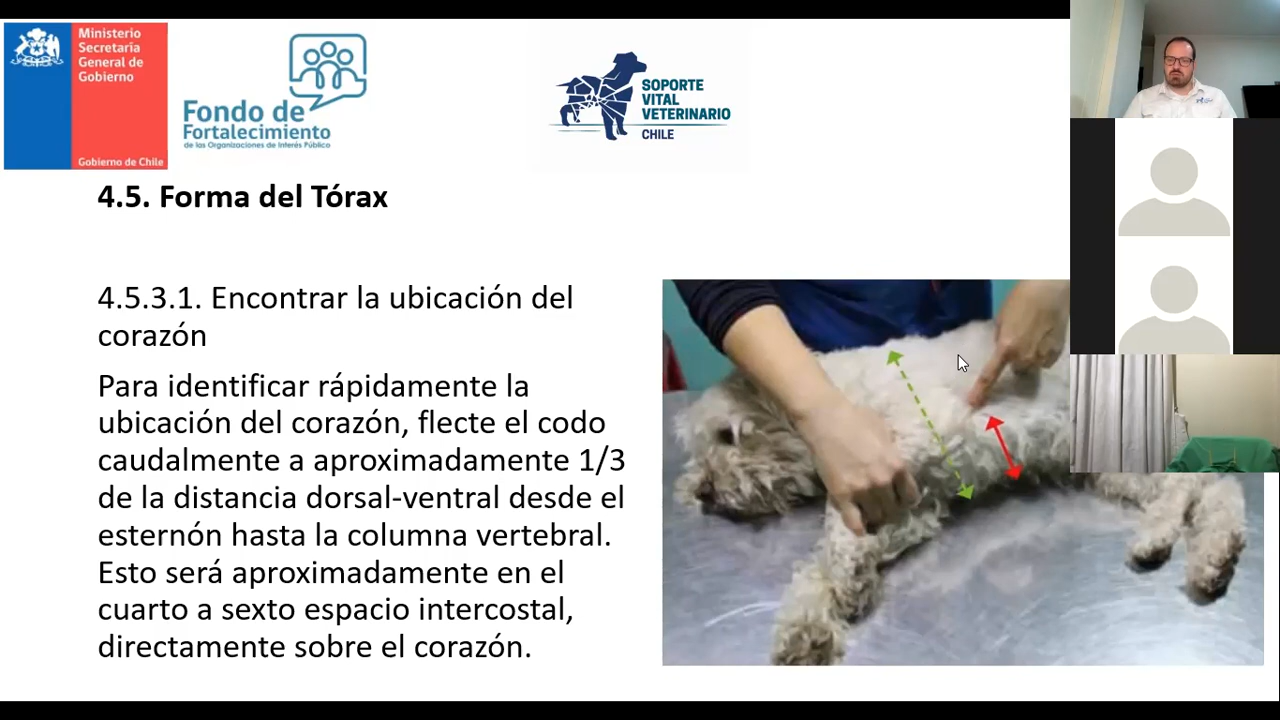 Ministerio
Secretaría
General de
Gobierno
Gobierno de Chile
Fondo de
Fortalecimiento
de las Organizaciones de Interés Público
SOPORTE
VITAL
VETERINARIO
CHILE
4.5. Forma del Tórax
4.5.3.1. Encontrar la ubicación del
corazón
Para identificar rápidamente la
ubicación del corazón, flecte el codo
caudalmente a aproximadamente 1/3
de la distancia dorsal-ventral desde el
esternón hasta la columna vertebral.
Esto será aproximadamente en el
cuarto a sexto espacio intercostal,
directamente sobre el corazón.